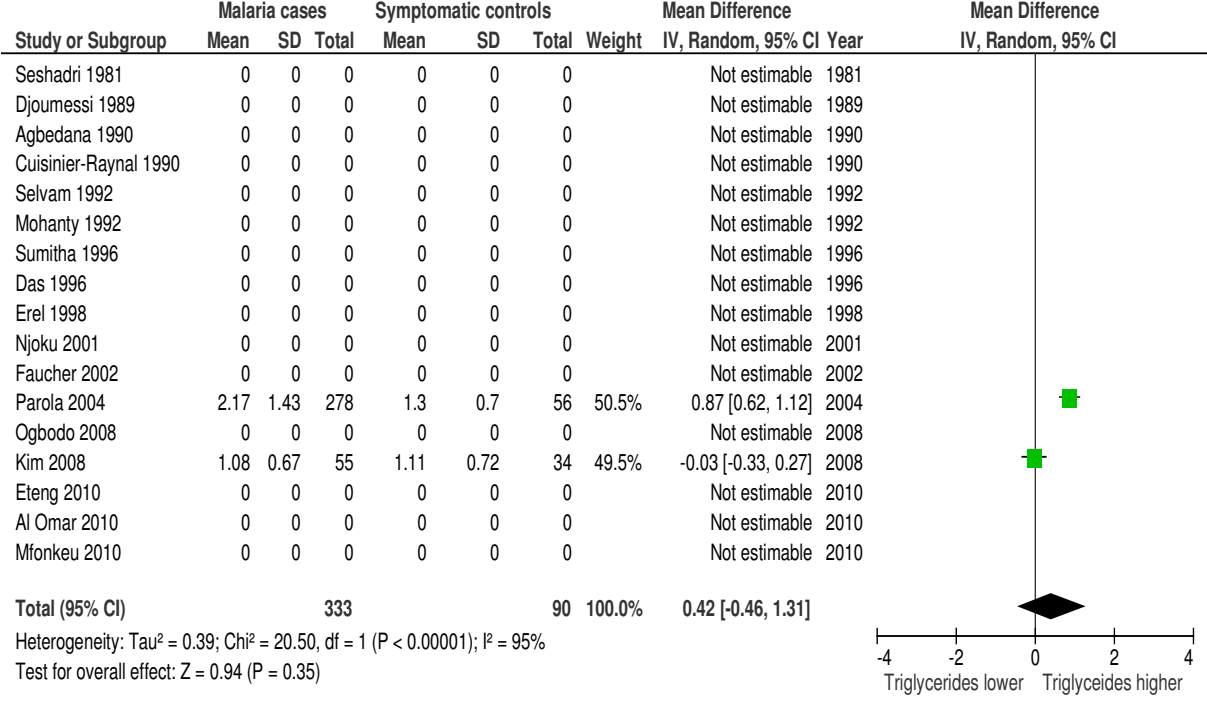 Malaria cases Symptomatic controls Mean Difference Mean Difference
Study or Subgroup Mean SD Total Mean SD Total Weight IV, Random, 95% CI Year IV, Random, 95% CI
Seshadri 1981 0 0 0 0 0 0 Not estimable 1981
Djoumessi 1989 0 0 0 0 0 0 Not estimable 1989
Agbedana 1990 0 0 0 0 0 0 Not estimable 1990
Cuisinier-Raynal 1990 0 0 0 0 0 0 Not estimable 1990
Selvam 1992 0 0 0 0 0 0 Not estimable 1992
Mohanty 1992 0 0 0 0 0 0 Not estimable 1992
Sumitha 1996 0 0 0 0 0 0 Not estimable 1996
Das 1996 0 0 0 0 0 0 Not estimable 1996
Erel 1998 0 0 0 0 0 0 Not estimable 1998
Njoku 2001 0 0 0 0 0 0 Not estimable 2001
Faucher 2002 0 0 0 0 0 0 Not estimable 2002
Parola 2004 2.17 1.43 278 1.3 0.7 56 50.5% 0.87 [0.62, 1.12] 2004
Ogbodo 2008 0 0 0 0 0 0 Not estimable 2008
Kim 2008 1.08 0.67 55 1.11 0.72 34 49.5% -0.03 [-0.33, 0.27] 2008
Eteng 2010 0 0 0 0 0 0 Not estimable 2010
Al Omar 2010 0 0 0 0 0 0 Not estimable 2010
Mfonkeu 2010 0 0 0 0 0 0 Not estimable 2010
Total (95% CI) 333 90 100.0% 0.42 [-0.46, 1.31]
Heterogeneity: Tau² = 0.39; Chi² = 20.50, df = 1 (P < 0.00001); I² = 95%
Test for overall effect: Z = 0.94 (P = 0.35)
-4 -2 0 2 4
Triglycerides lower Triglyceides higher